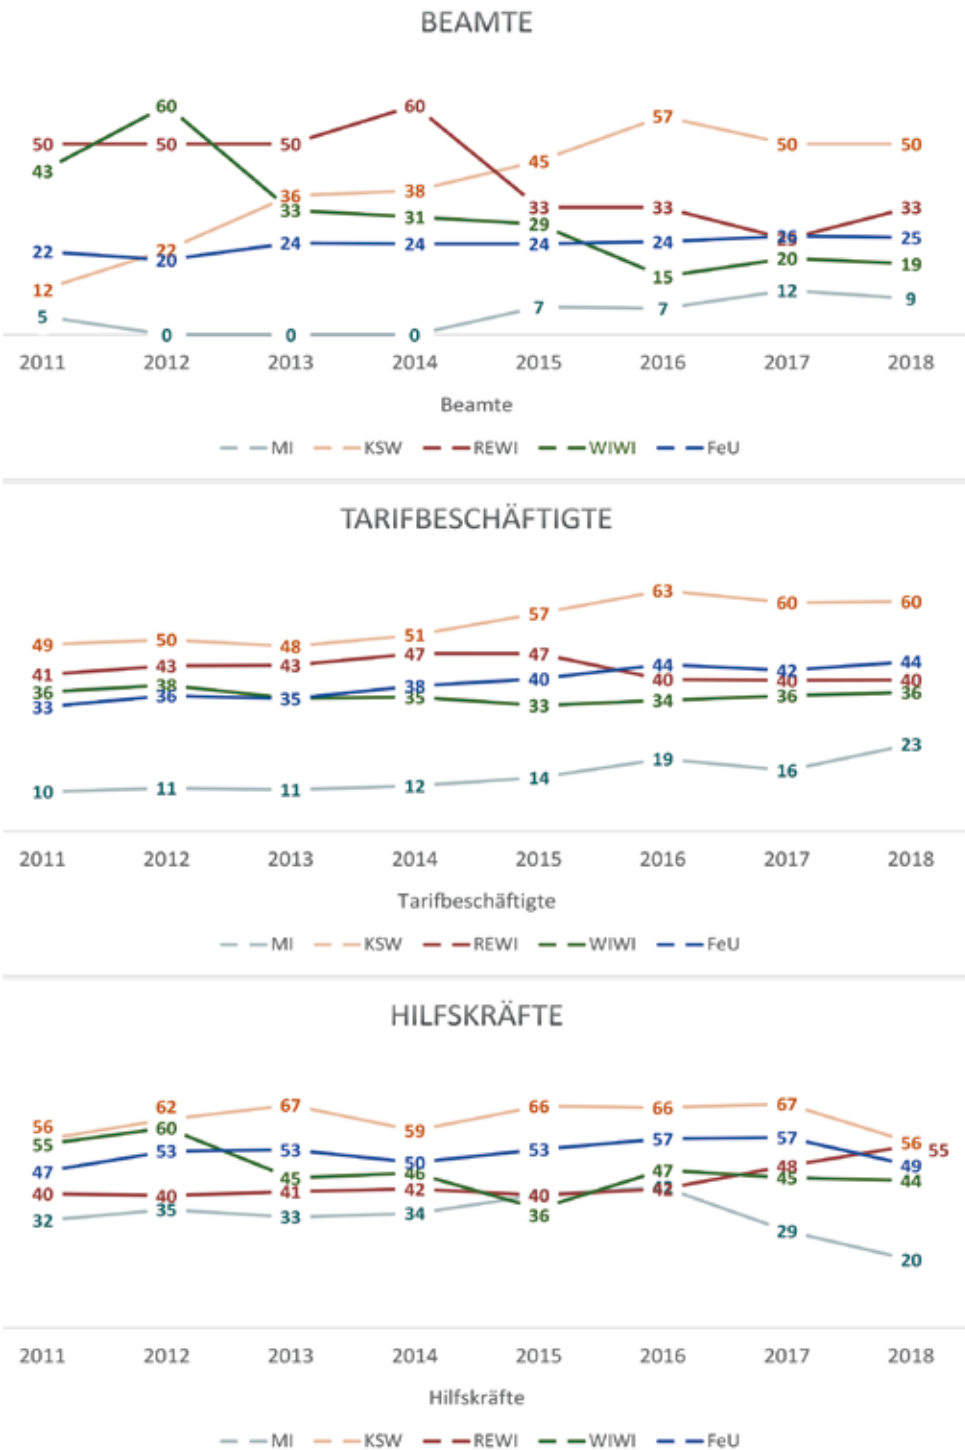 BEAMTE
60 60
57
50 50 50 50 50
45
43
36 38
33 31 29 33 33 33
22 22 20 24 24 24 24 26 25
12 15 20 19
5 0 0 0 7 7 12 9
2011 2012 2013 2014 2015 2016 2017 2018
Beamte
MI KSW REWI WIWI FeU
TARIFBESCHÄFTIGTE
49 50 48 51 57 63 60 60
41 43 43 47 47 40 40 40
36 38 35 33 34 36 36
33 36 35 38 40 44 42 44
10 11 11 12 14 19 16 23
2011 2012 2013 2014 2015 2016 2017 2018
Tarifbeschäftigte
MI KSW REWI WIWI FeU
HILFSKRÄFTE
56 62 67 59 66 66 67 56
55 60 45 46 36 47 45 44
47 53 53 50 53 57 57 49
40 40 41 42 40 42 48 55
32 35 33 34 29 20
2011 2012 2013 2014 2015 2016 2017 2018
Hilfskräfte
MI KSW REWI WIWI FeU